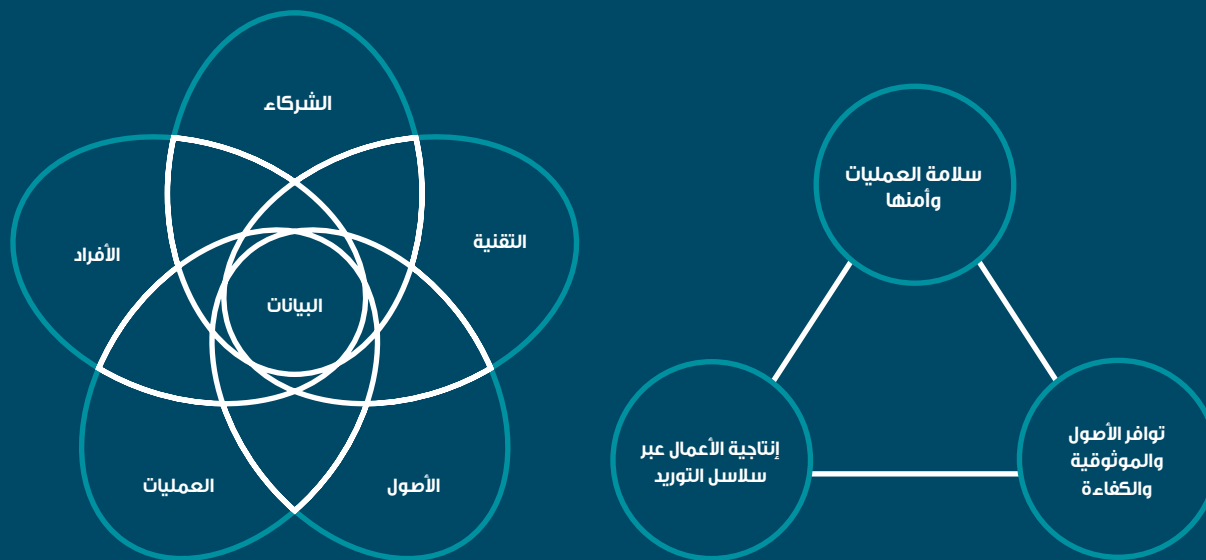 الشركاء
التقنية
الأفراد
البيانات
الأصول
العمليات
سلامة العمليات
وأمنها
توافر الأصول
والموثوقية
والكفاءة
إنتاجية الأعمال عبر
سلاسل التوريد